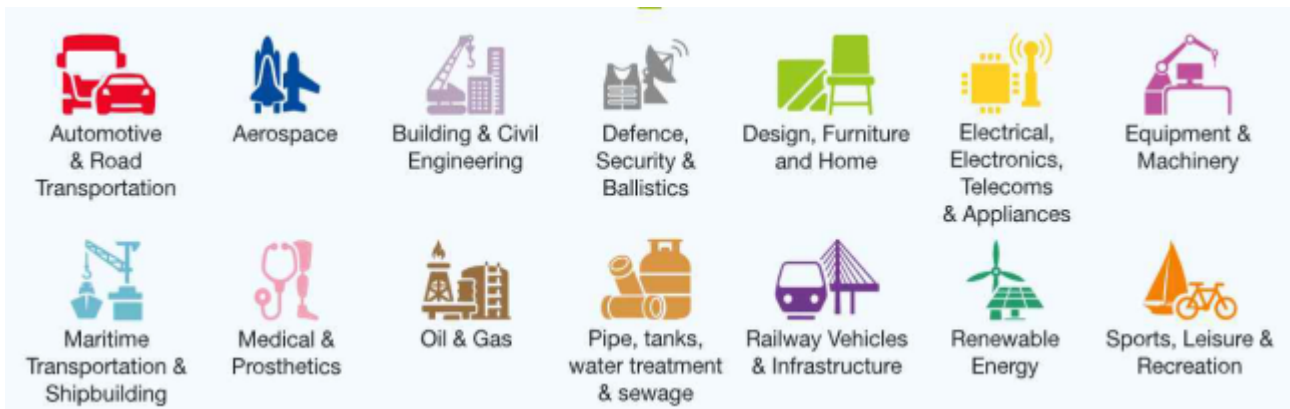 Automotive
& Road
Transportation
Aerospace
Building & Civil
Engineering
Defence,
Security &
Ballistics
Design, Furniture
and Home
Electrical,
Electronics,
Telecoms
& Appliances
Equipment &
Machinery
Maritime
Transportation &
Shipbuilding
Medical &
Prosthetics
Oil & Gas
Pipe, tanks,
water treatment
& sewage
Railway Vehicles
& Infrastructure
Renewable
Energy
Sports, Leisure &
Recreation